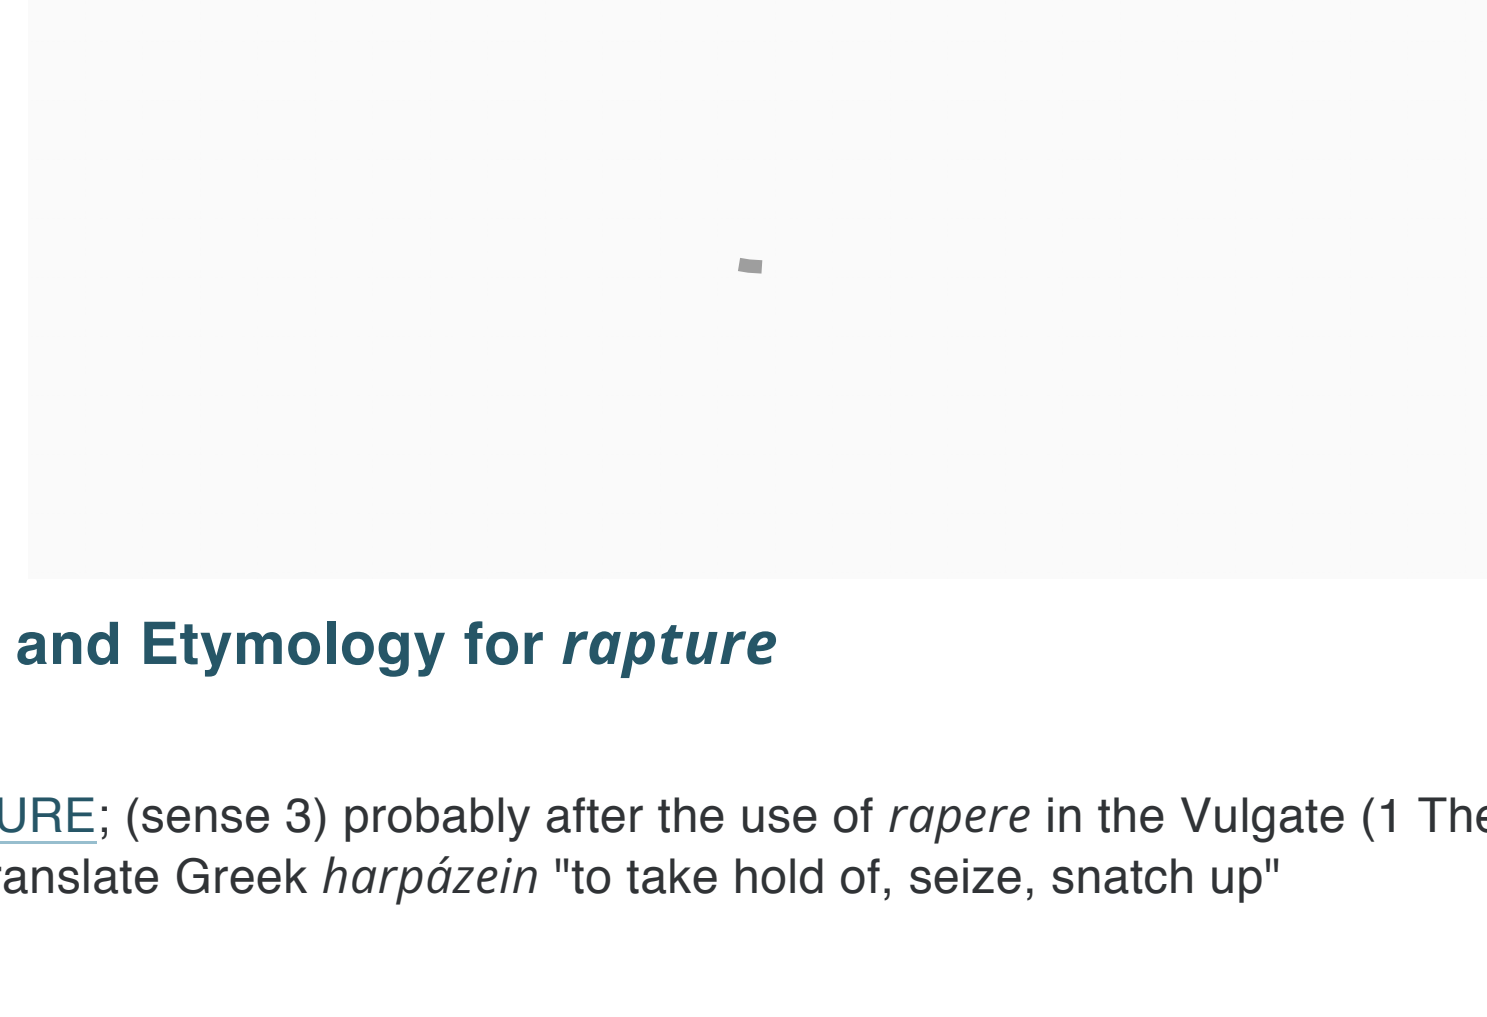 and Etymology for rapture
URE; (sense 3) probably after the use of rapere in the Vulgate (1 The
ranslate Greek harpázein "to take hold of, seize, snatch up"